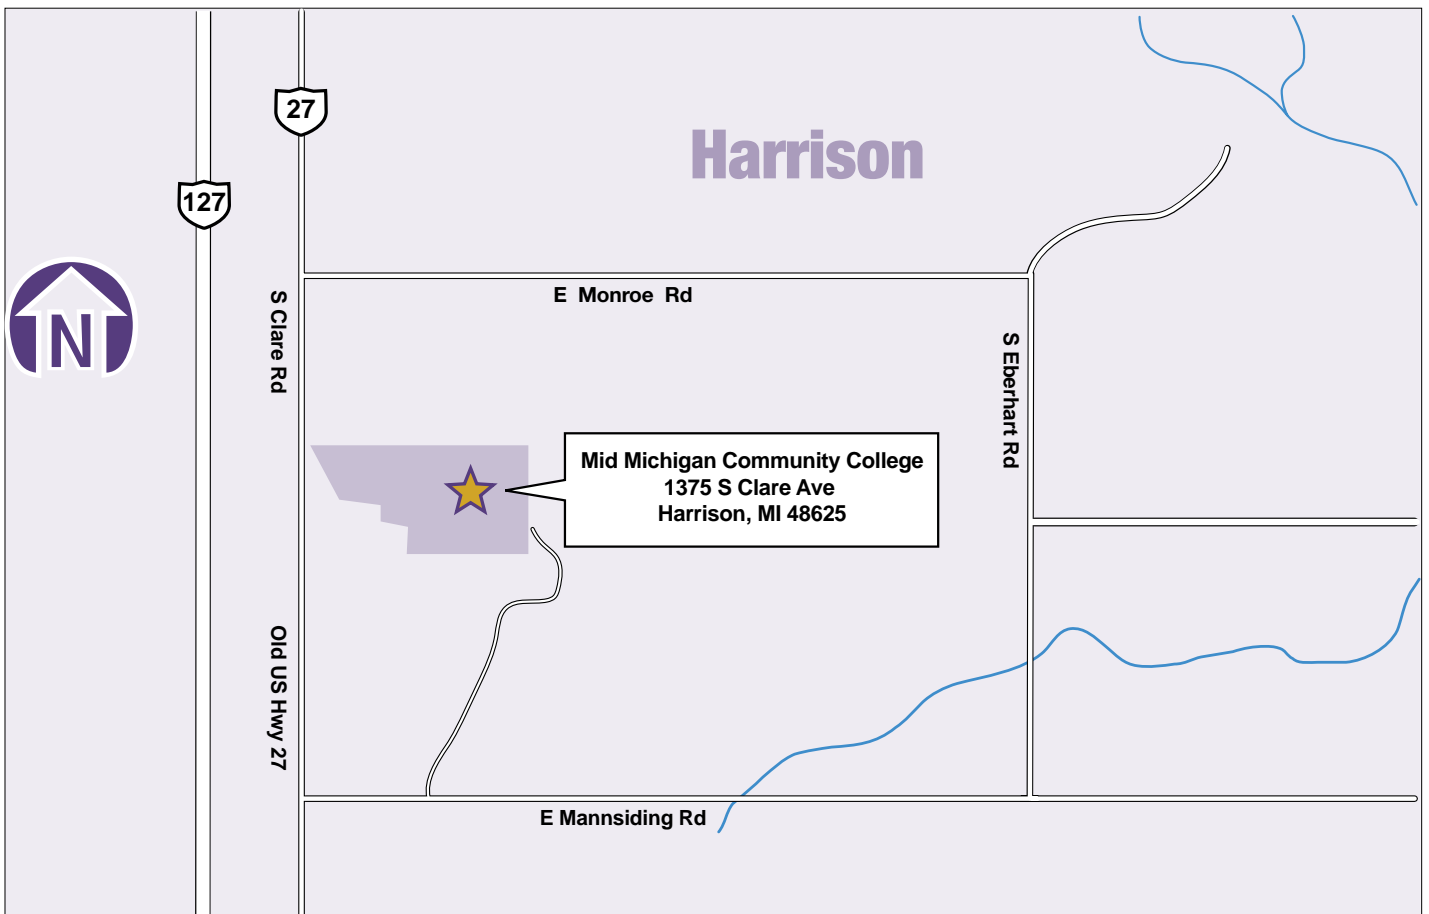 27
Harrison
127
E Monroe Rd
S Clare Rd
N
S Eberhart Rd
Mid Michigan Community College
1375 S Clare Ave
Harrison, MI 48625
Old US Hwy 27
E Mannsiding Rd